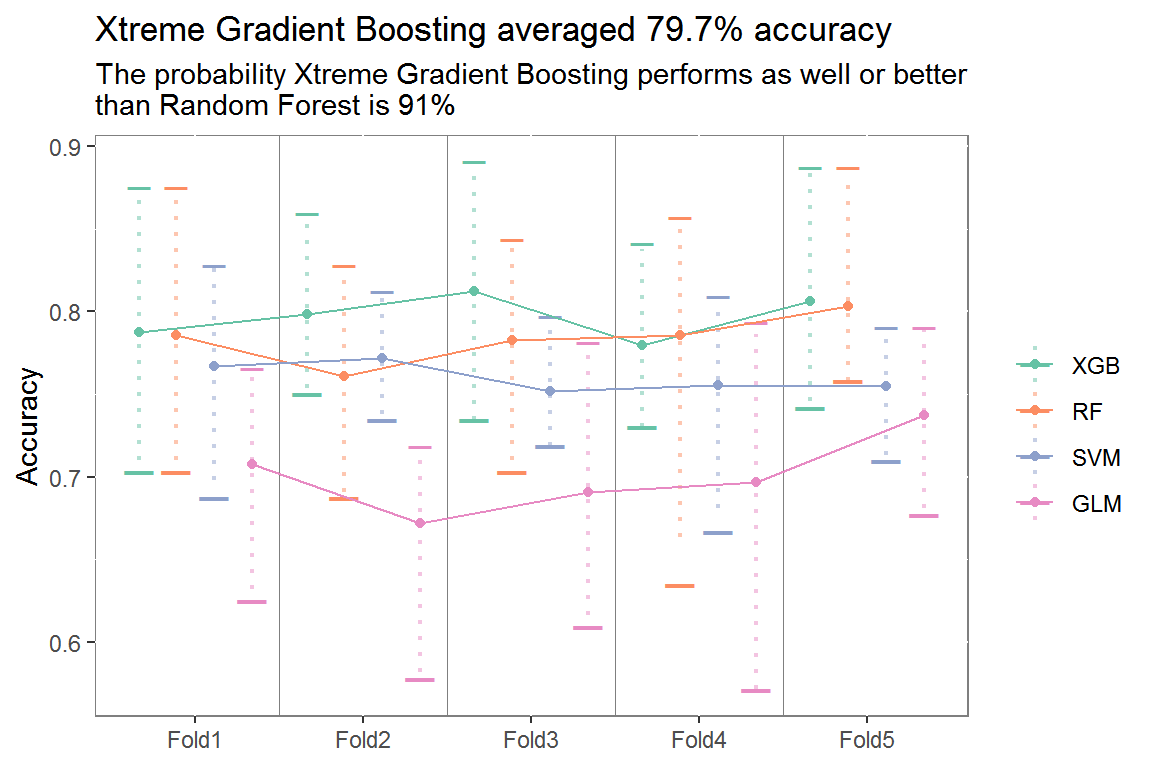 Xtreme Gradient Boosting averaged 79.7% accuracy
The probability Xtreme Gradient Boosting performs as well or better
than Random Forest is 91%
0.9
0.8
0.7
0.6
Accuracy
Fold1
Fold2
Fold3
Fold4
Fold5
XGB
RF
SVM
GLM